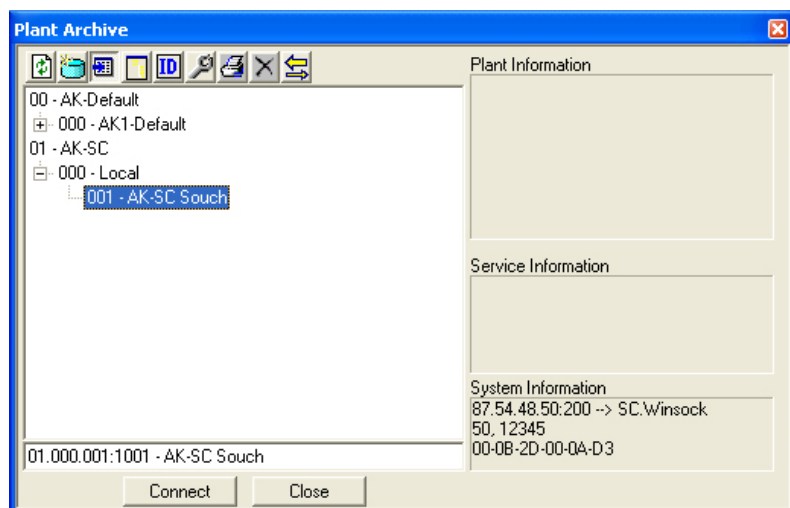 Plant Archive
ID
00 - AK-Default
000 - AK1-Default
01 - AK-SC
000 - Local
001 - AK-SC Souch
01.000.001:1001 - AK-SC Souch
Connect
Close
Plant Information
Service Information
System Information
87.54.48.50:200 --> SC.Winsock
50, 12345
00-0B-2D-00-0A-D3